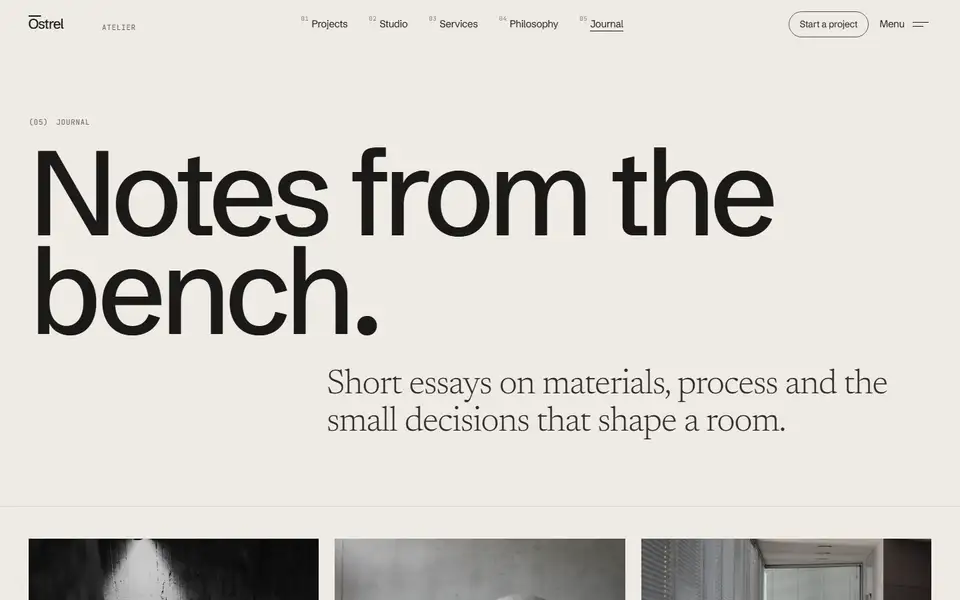 Ōstrel
ATELIER
01 Projects
02 Studio
03 Services
04 Philosophy
05 Journal
Start a project
Menu
(05) JOURNAL
Notes from the
bench.
Short essays on materials, process and the
small decisions that shape a room.